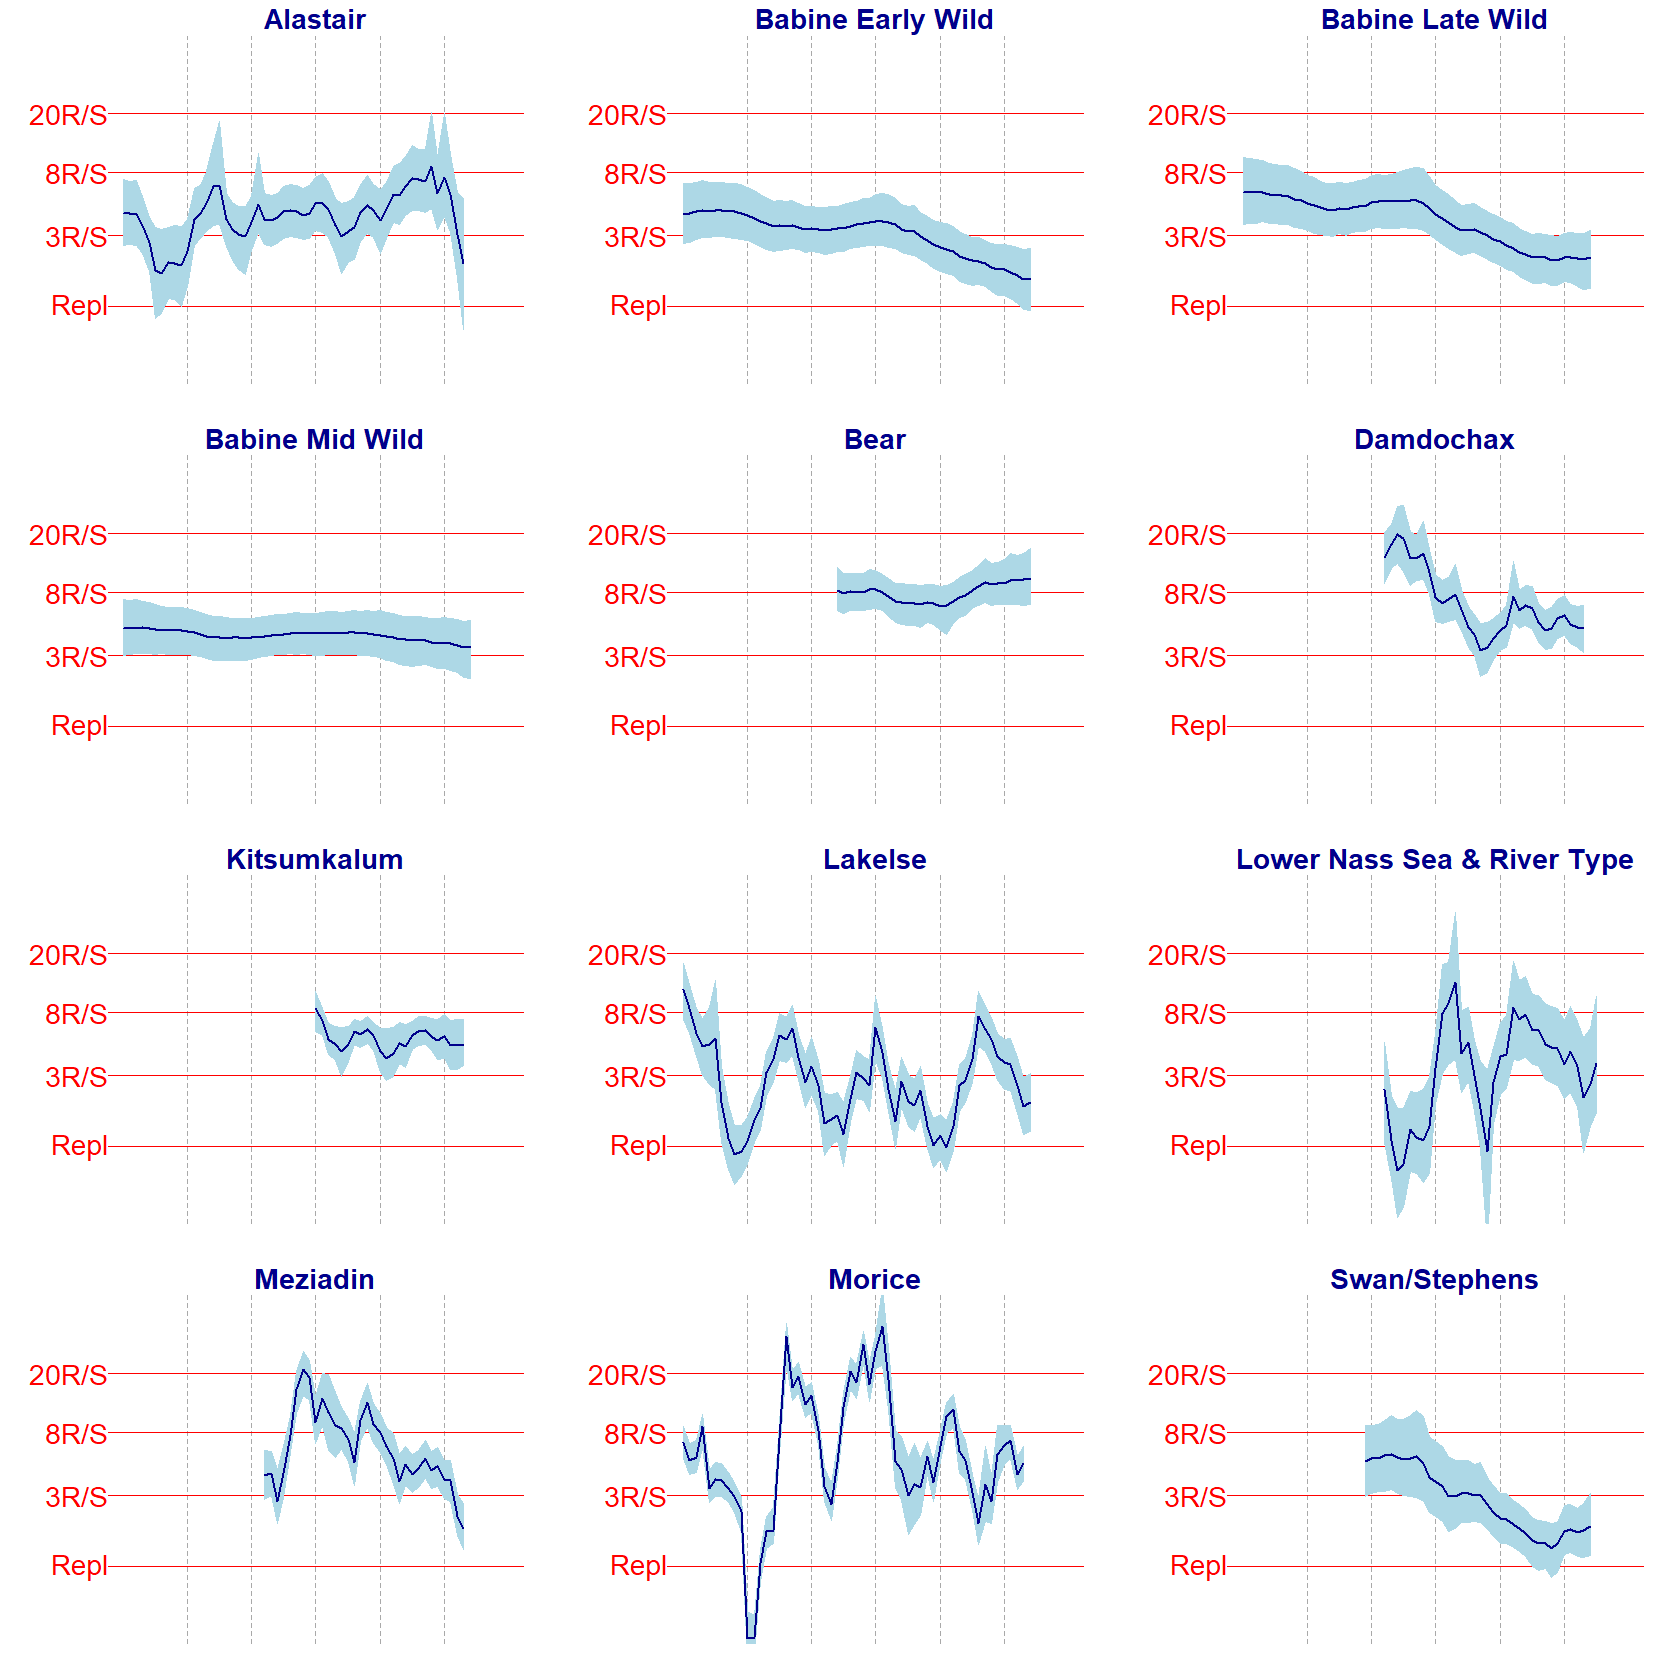 Alastair
Babine Early Wild
Babine Late Wild
20R/S
8R/S
3R/S
Repl
20R/S
8R/S
3R/S
Repl
20R/S
8R/S
3R/S
Repl
Babine Mid Wild
Bear
Damdochax
20R/S
8R/S
3R/S
Repl
20R/S
8R/S
3R/S
Repl
20R/S
8R/S
3R/S
Repl
Kitsumkalum
Lakelse
Lower Nass Sea & River Type
20R/S
8R/S
3R/S
Repl
20R/S
8R/S
3R/S
Repl
20R/S
8R/S
3R/S
Repl
Meziadin
Morice
Swan/Stephens
20R/S
8R/S
3R/S
Repl
20R/S
8R/S
3R/S
Repl
20R/S
8R/S
3R/S
Repl